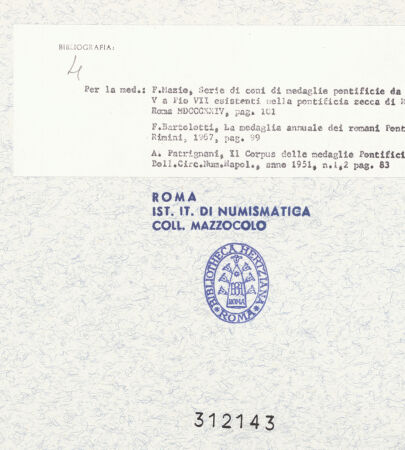 BIBLIOGRAFIA:
4
Per la med.: F.Mazio, Serie di coni di medaglie pontificie da
V a Pio VII esistenti nella pontificia zecca di R
Roma MDCCCXXIV, pag. 101
F.Bartolotti, La medaglia annuale dei romani Pont
Rimini, 1967, pag. 99
A. Patrignani, Il Corpus delle medaglie Pontifici
Boll.Circ.Num.Napol., anno 1951, n.1,2 pag. 83
ROMA
IST. IT. DI NUMISMATICA
COLL. MAZZOCOLO
BIBLIOTHECA HERTZIANA
ROMA
ROMA
312143